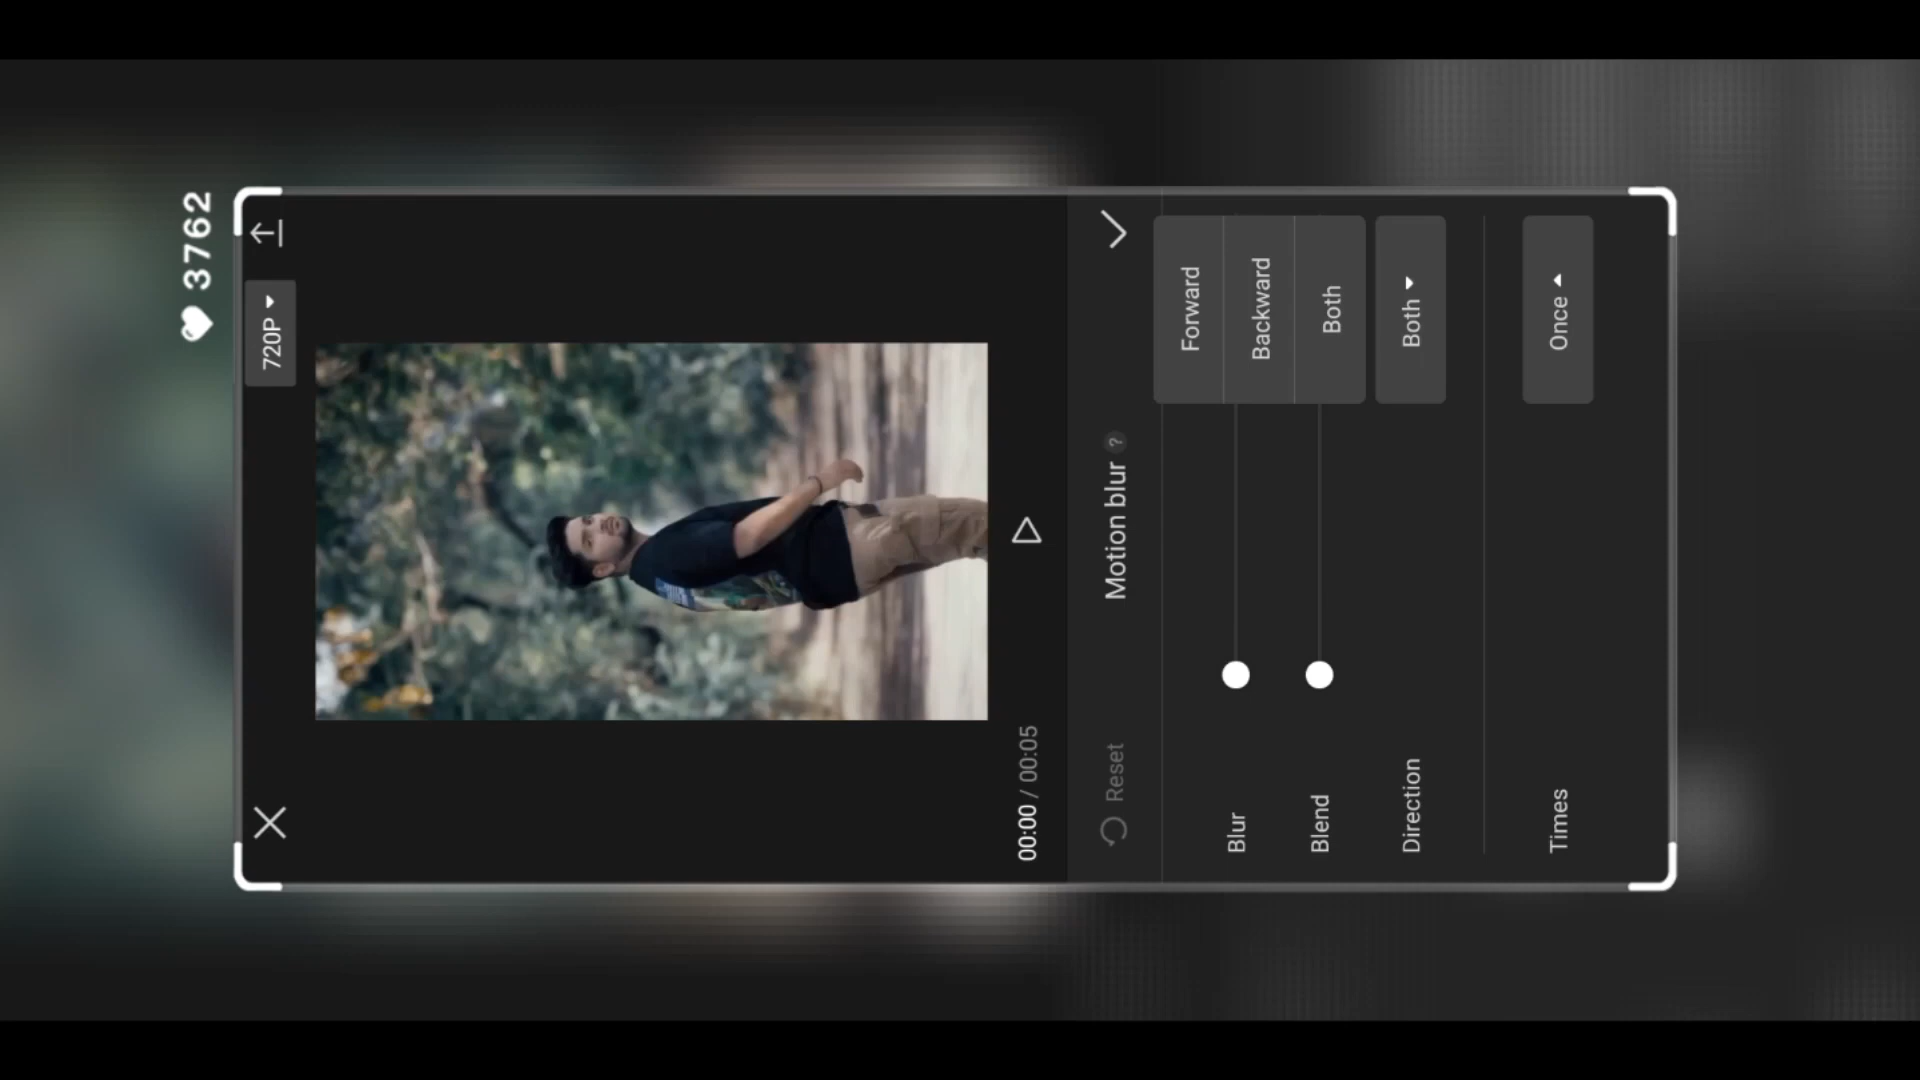 3762
720P
00:00 / 00:05
Reset
Motion blur ?
Forward
Backward
Both
Blur
Blend
Direction
Both
Times
Once